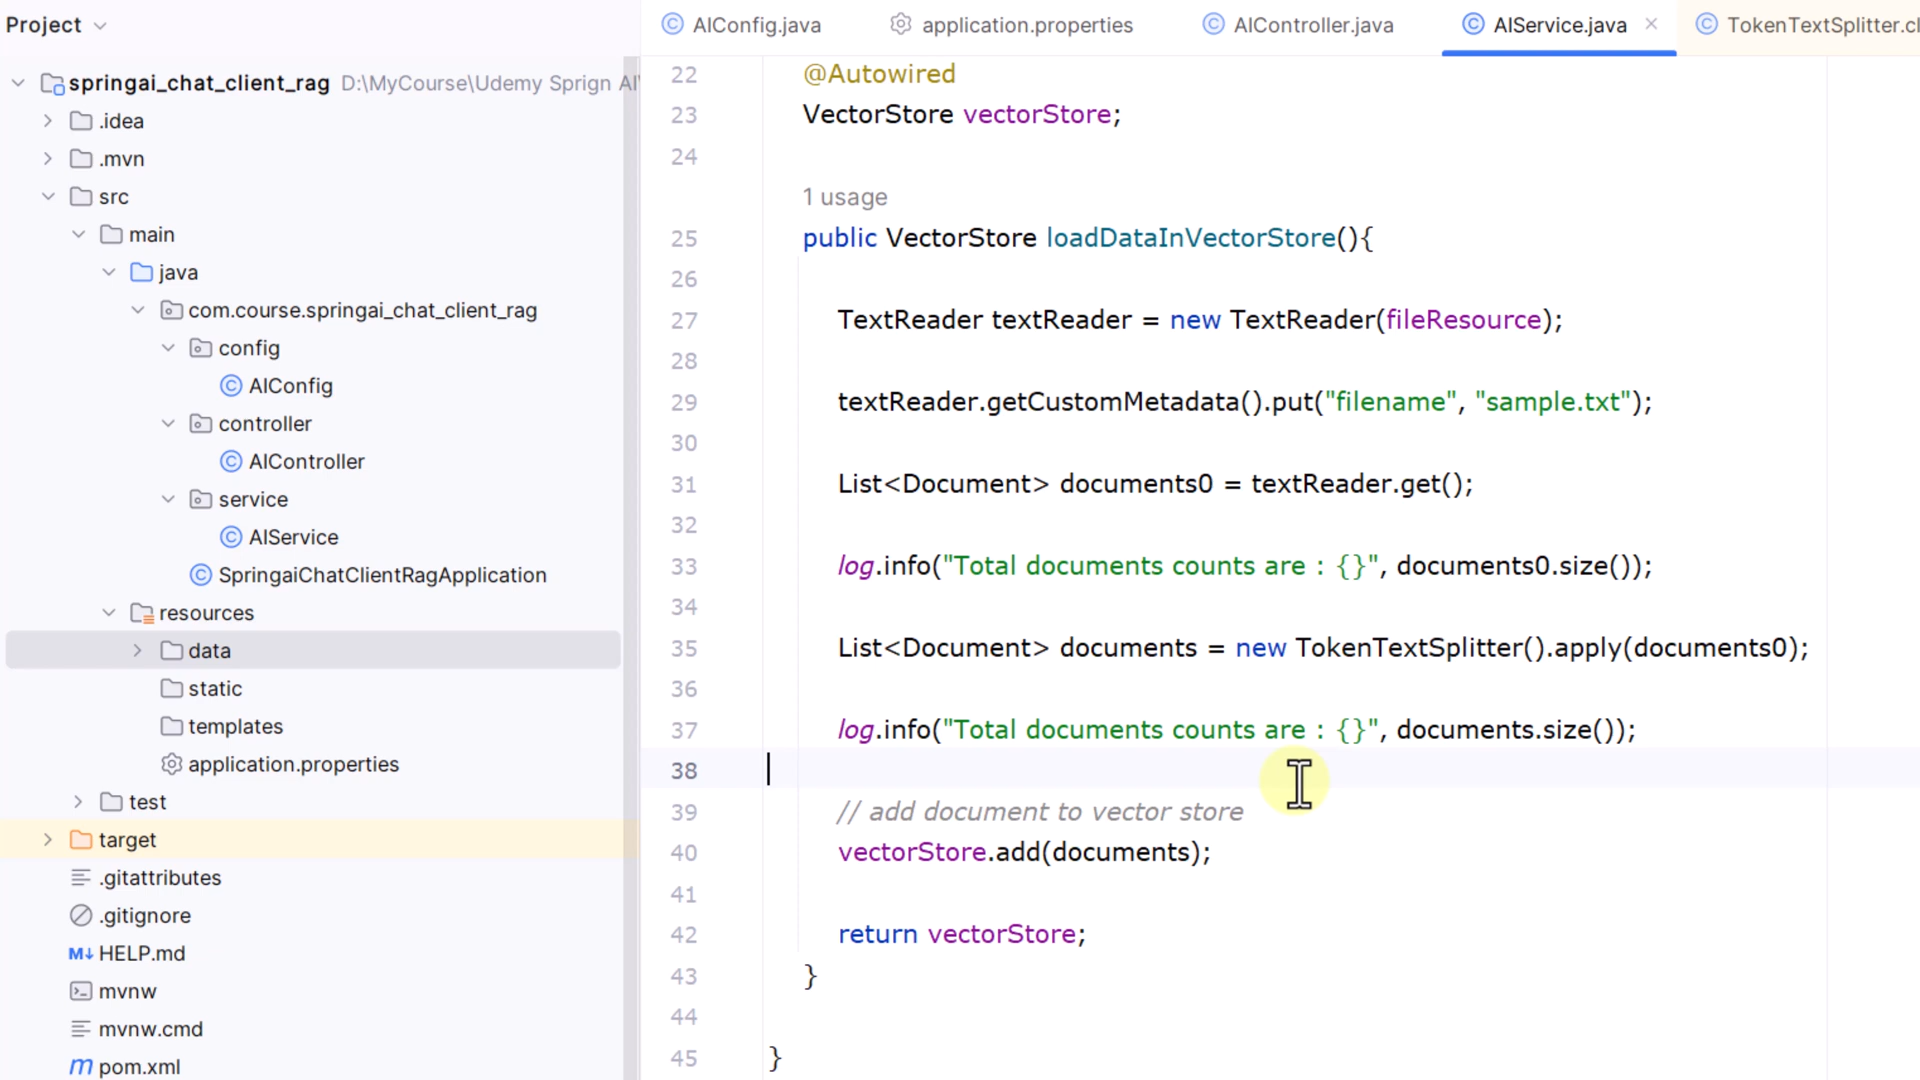 Project
springai_chat_client_rag D:\MyCourse\Udemy Sprign AI
.idea
.mvn
src
main
java
com.course.springai_chat_client_rag
config
AIConfig
controller
AIController
service
AIService
SpringaiChatClientRagApplication
resources
data
static
templates
application.properties
test
target
.gitattributes
.gitignore
M↓ HELP.md
mvnw
mvnw.cmd
m pom.xml
AIConfig.java application.properties AIController.java AIService.java TokenTextSplitter.cl
22 @Autowired
23 VectorStore vectorStore;
24
1 usage
25 public VectorStore loadDataInVectorStore(){
26
27 TextReader textReader = new TextReader(fileResource);
28
29 textReader.getCustomMetadata().put("filename", "sample.txt");
30
31 List<Document> documents0 = textReader.get();
32
33 log.info("Total documents counts are : {}", documents0.size());
34
35 List<Document> documents = new TokenTextSplitter().apply(documents0);
36
37 log.info("Total documents counts are : {}", documents.size());
38
39 // add document to vector store
40 vectorStore.add(documents);
41
42 return vectorStore;
43 }
44
45 }